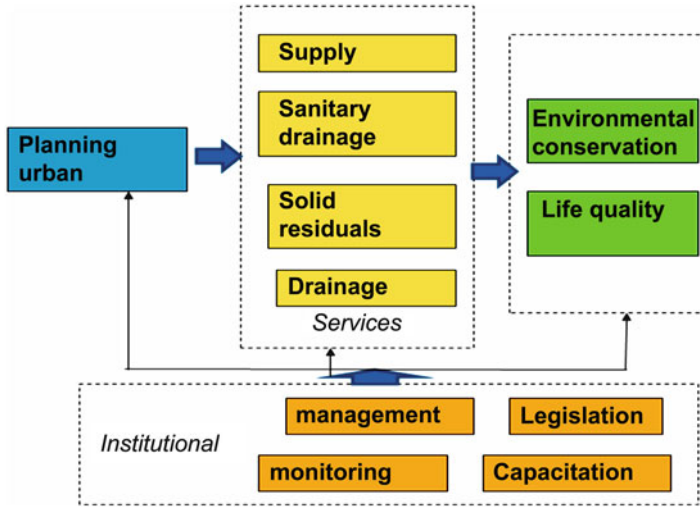 Planning
urban
Supply
Sanitary
drainage
Solid
residuals
Drainage
Services
Environmental
conservation
Life quality
Institutional
management
Legislation
monitoring
Capacitation